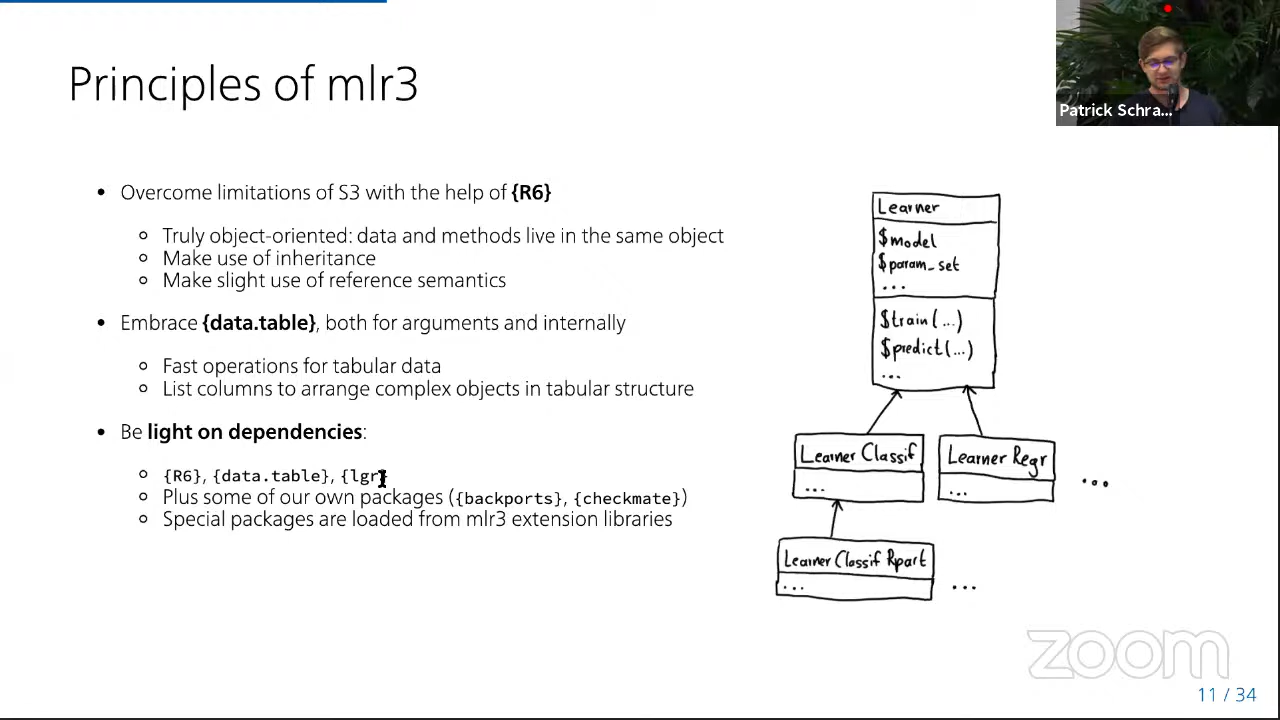 Principles of mlr3
Patrick Schra...
Overcome limitations of S3 with the help of {R6}
Truly object-oriented: data and methods live in the same object
Make use of inheritance
Make slight use of reference semantics
Embrace {data.table}, both for arguments and internally
Fast operations for tabular data
List columns to arrange complex objects in tabular structure
Be light on dependencies:
{R6}, {data.table}, {lgr}
Plus some of our own packages ({backports}, {checkmate})
Special packages are loaded from mlr3 extension libraries
Learner
$model
$param_set
...
$train(...)
$predict(...)
...
Learner Classif
...
Learner Regr
...
...
Learner Classif Rpart
...
...
zoom
11 / 34